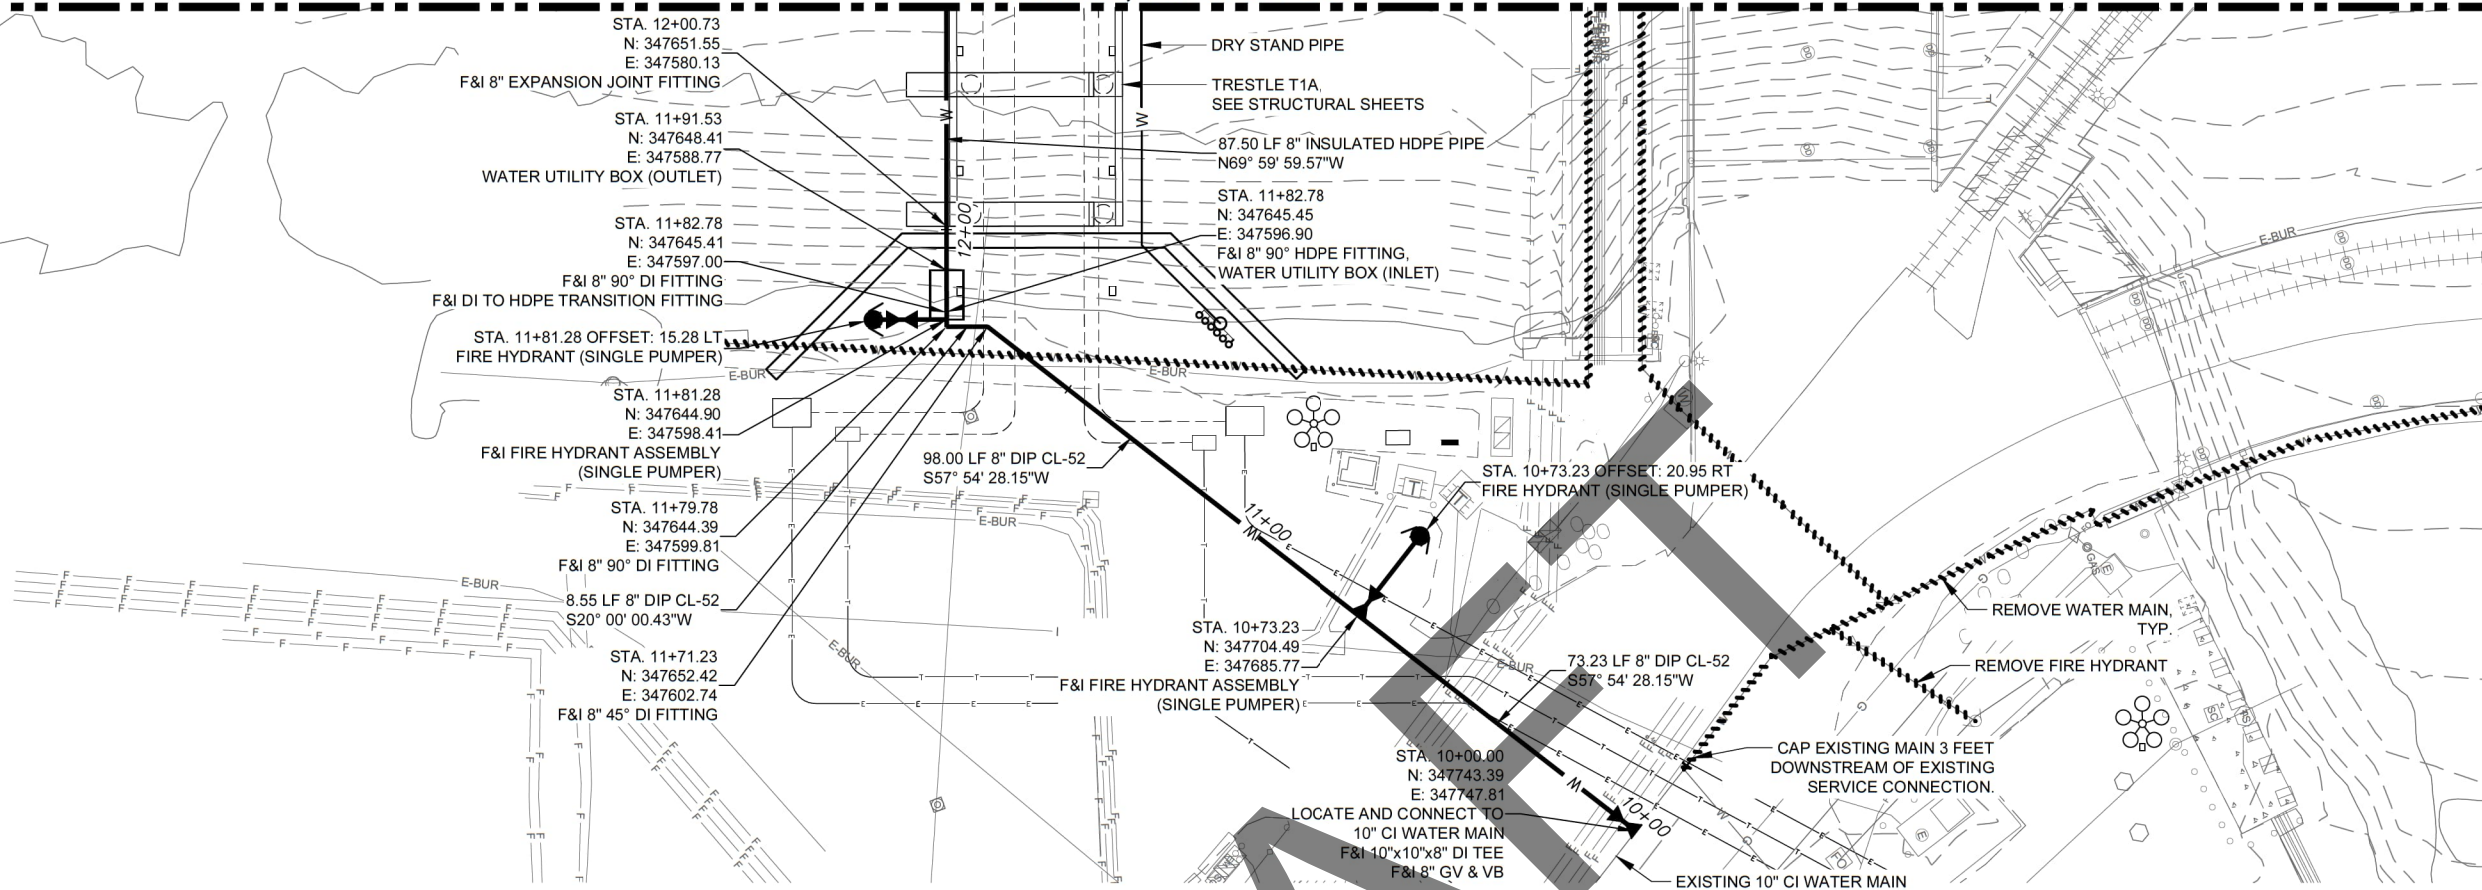 STA. 12+00.73
N: 347651.55
E: 347580.13
F&I 8" EXPANSION JOINT FITTING
STA. 11+91.53
N: 347648.41
E: 347588.77
WATER UTILITY BOX (OUTLET)
STA. 11+82.78
N: 347645.41
E: 347597.00
F&I 8" 90° DI FITTING
F&I DI TO HDPE TRANSITION FITTING
STA. 11+81.28 OFFSET: 15.28 LT
FIRE HYDRANT (SINGLE PUMPER)
STA. 11+81.28
N: 347644.90
E: 347598.41
F&I FIRE HYDRANT ASSEMBLY
(SINGLE PUMPER)
STA. 11+79.78
N: 347644.39
E: 347599.81
F&I 8" 90° DI FITTING
8.55 LF 8" DIP CL-52
S20° 00' 00.43"W
STA. 11+71.23
N: 347652.42
E: 347602.74
F&I 8" 45° DI FITTING
DRY STAND PIPE
TRESTLE T1A,
SEE STRUCTURAL SHEETS
87.50 LF 8" INSULATED HDPE PIPE
N69° 59' 59.57"W
STA. 11+82.78
N: 347645.45
E: 347596.90
F&I 8" 90° HDPE FITTING,
WATER UTILITY BOX (INLET)
12+00
W
W
98.00 LF 8" DIP CL-52
S57° 54' 28.15"W
11+00
W
STA. 10+73.23 OFFSET: 20.95 RT
FIRE HYDRANT (SINGLE PUMPER)
STA. 10+73.23
N: 347704.49
E: 347685.77
F&I FIRE HYDRANT ASSEMBLY
(SINGLE PUMPER)
73.23 LF 8" DIP CL-52
S57° 54' 28.15"W
STA. 10+00.00
N: 347743.39
E: 347747.81
LOCATE AND CONNECT TO
10" CI WATER MAIN
F&I 10"x10"x8" DI TEE
F&I 8" GV & VB
W
10+00
REMOVE WATER MAIN,
TYP.
REMOVE FIRE HYDRANT
CAP EXISTING MAIN 3 FEET
DOWNSTREAM OF EXISTING
SERVICE CONNECTION.
EXISTING 10" CI WATER MAIN
E-BUR
E-BUR
E-BUR
E-BUR
E-BUR
E-BUR
E-BUR
E-BUR
GAS